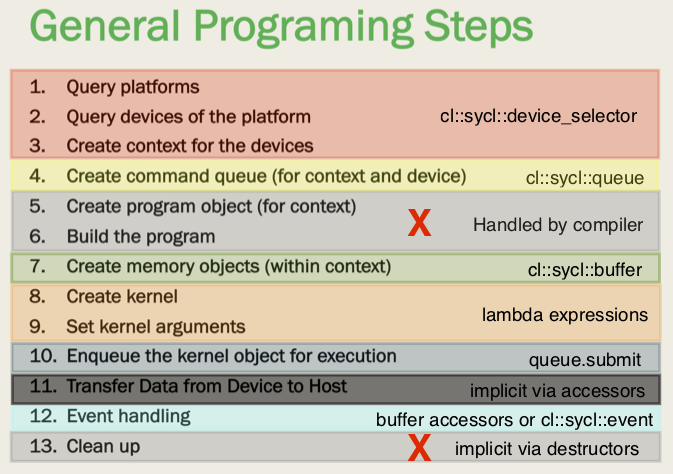 General Programing Steps
1. Query platforms
2. Query devices of the platform
cl::sycl::device_selector
3. Create context for the devices
4. Create command queue (for context and device)
cl::sycl::queue
5. Create program object (for context)
X
Handled by compiler
6. Build the program
7. Create memory objects (within context)
cl::sycl::buffer
8. Create kernel
lambda expressions
9. Set kernel arguments
10. Enqueue the kernel object for execution
queue.submit
11. Transfer Data from Device to Host
implicit via accessors
12. Event handling
buffer accessors or cl::sycl::event
13. Clean up
X
implicit via destructors